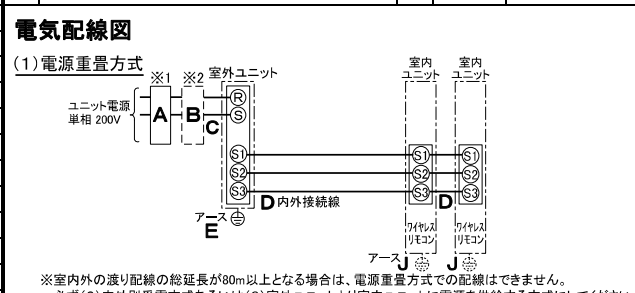 電気配線図
(1)電源重畳方式
※1 ※2 室外ユニット
室内ユニット
室内ユニット
ユニット電源
単相 200V
A
B
C
R
S
S1
S2
S3
S1
S2
S3
S1
S2
S3
D 内外接続線
D
アース
E
ワイヤレス
リモコン
ワイヤレス
リモコン
アース J
J
※室内外の渡り配線の総延長が80m以上となる場合は、電源重畳方式での配線はできません。